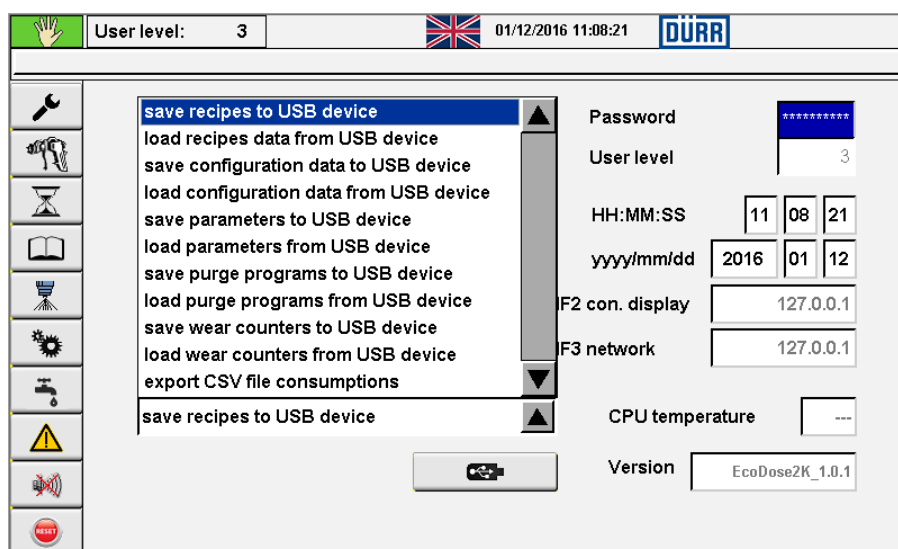 User level: 3 01/12/2016 11:08:21 DÜRR
save recipes to USB device
load recipes data from USB device
save configuration data to USB device
load configuration data from USB device
save parameters to USB device
load parameters from USB device
save purge programs to USB device
load purge programs from USB device
save wear counters to USB device
load wear counters from USB device
export CSV file consumptions
save recipes to USB device
Password **********
User level 3
HH:MM:SS 11 08 21
yyyy/mm/dd 2016 01 12
IF2 con. display 127.0.0.1
IF3 network 127.0.0.1
CPU temperature ---
Version EcoDose2K_1.0.1
RESET